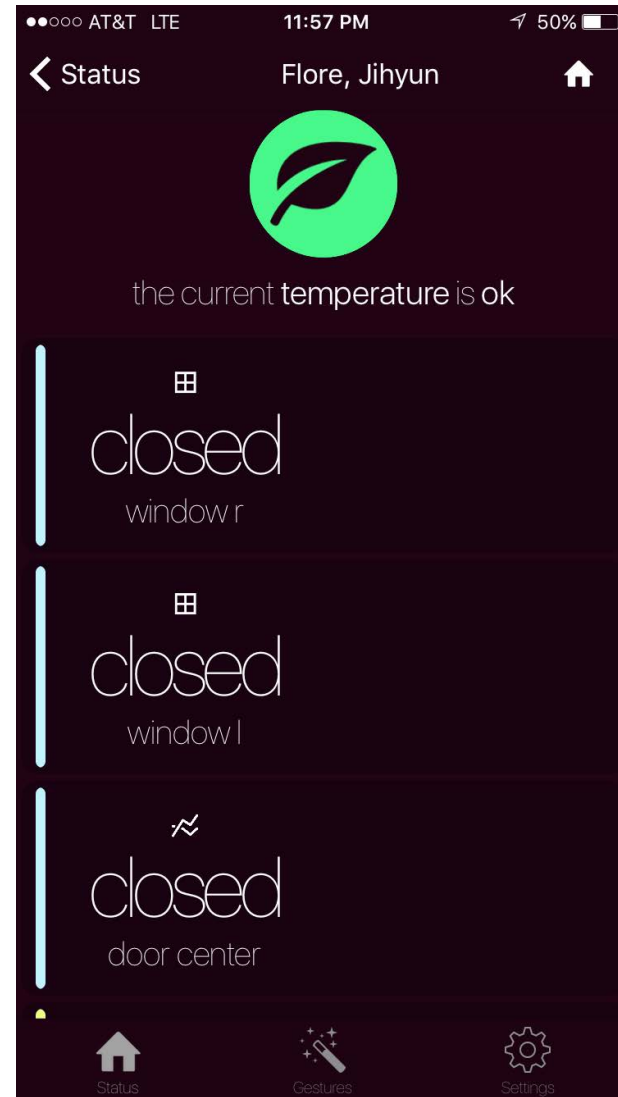 AT&T LTE 11:57 PM 50%
Status Flore, Jihyun
the current temperature is ok
closed
window r
closed
window l
closed
door center
Status Gestures Settings